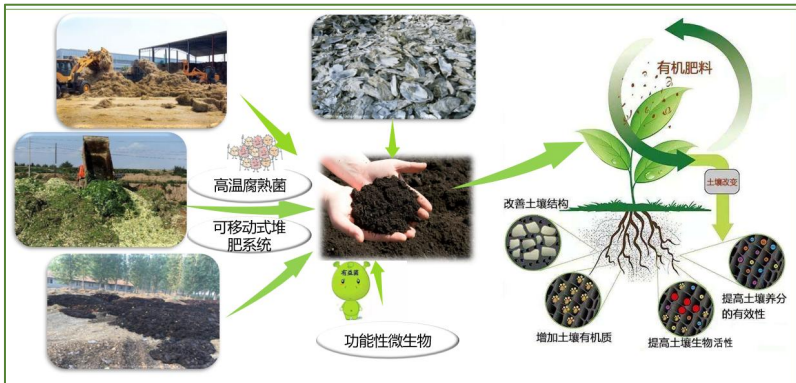 高温腐熟菌
可移动式堆
肥系统
有益菌
功能性微生物
有机肥料
土壤改变
改善土壤结构
增加土壤有机质
提高土壤生物活性
提高土壤养分
的有效性